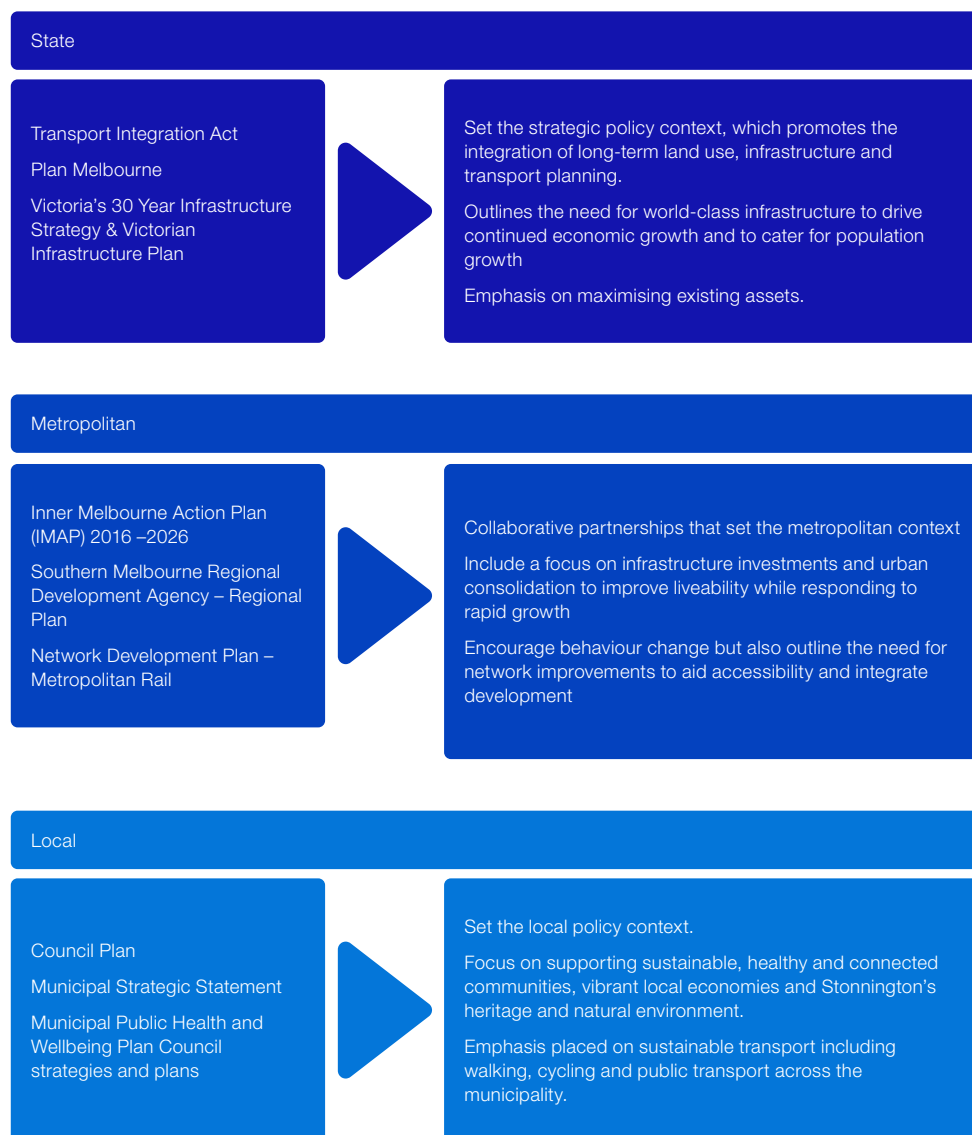 State
Transport Integration Act
Plan Melbourne
Victoria’s 30 Year Infrastructure
Strategy & Victorian
Infrastructure Plan
Set the strategic policy context, which promotes the
integration of long-term land use, infrastructure and
transport planning.
Outlines the need for world-class infrastructure to drive
continued economic growth and to cater for population
growth
Emphasis on maximising existing assets.
Metropolitan
Inner Melbourne Action Plan
(IMAP) 2016 –2026
Southern Melbourne Regional
Development Agency – Regional
Plan
Network Development Plan –
Metropolitan Rail
Collaborative partnerships that set the metropolitan context
Include a focus on infrastructure investments and urban
consolidation to improve liveability while responding to
rapid growth
Encourage behaviour change but also outline the need for
network improvements to aid accessibility and integrate
development
Local
Council Plan
Municipal Strategic Statement
Municipal Public Health and
Wellbeing Plan Council
strategies and plans
Set the local policy context.
Focus on supporting sustainable, healthy and connected
communities, vibrant local economies and Stonnington’s
heritage and natural environment.
Emphasis placed on sustainable transport including
walking, cycling and public transport across the
municipality.